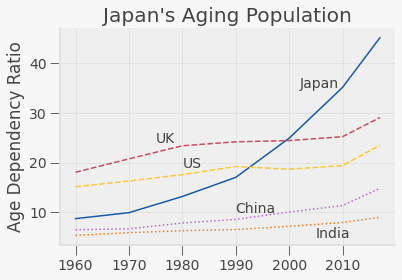 Japan's Aging Population
Age Dependency Ratio
40
30
20
10
Japan
UK
US
China
India
1960 1970 1980 1990 2000 2010